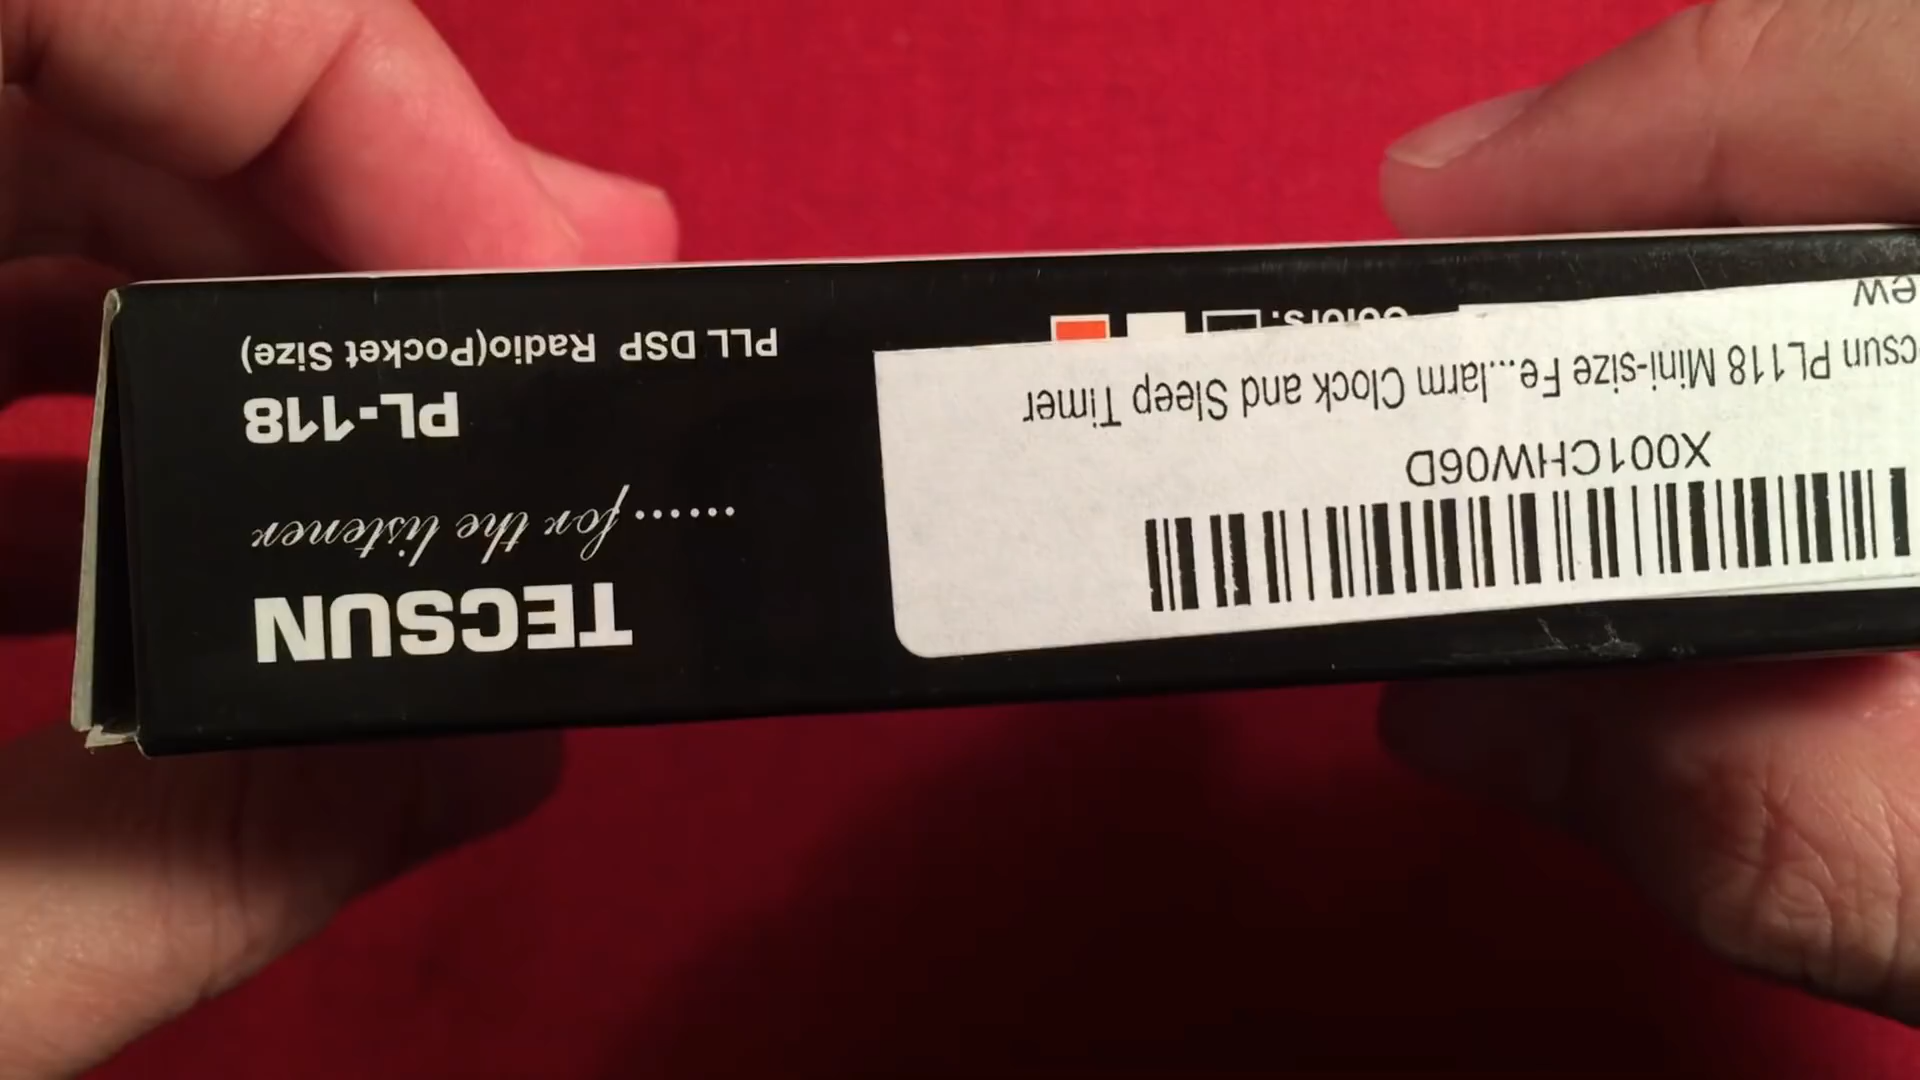 TECSUN
......for the listener
PL-118
PLL DSP Radio(Pocket Size)
X001CHW06D
csun PL118 Mini-size Fe...larm Clock and Sleep Timer
ew
Colors: